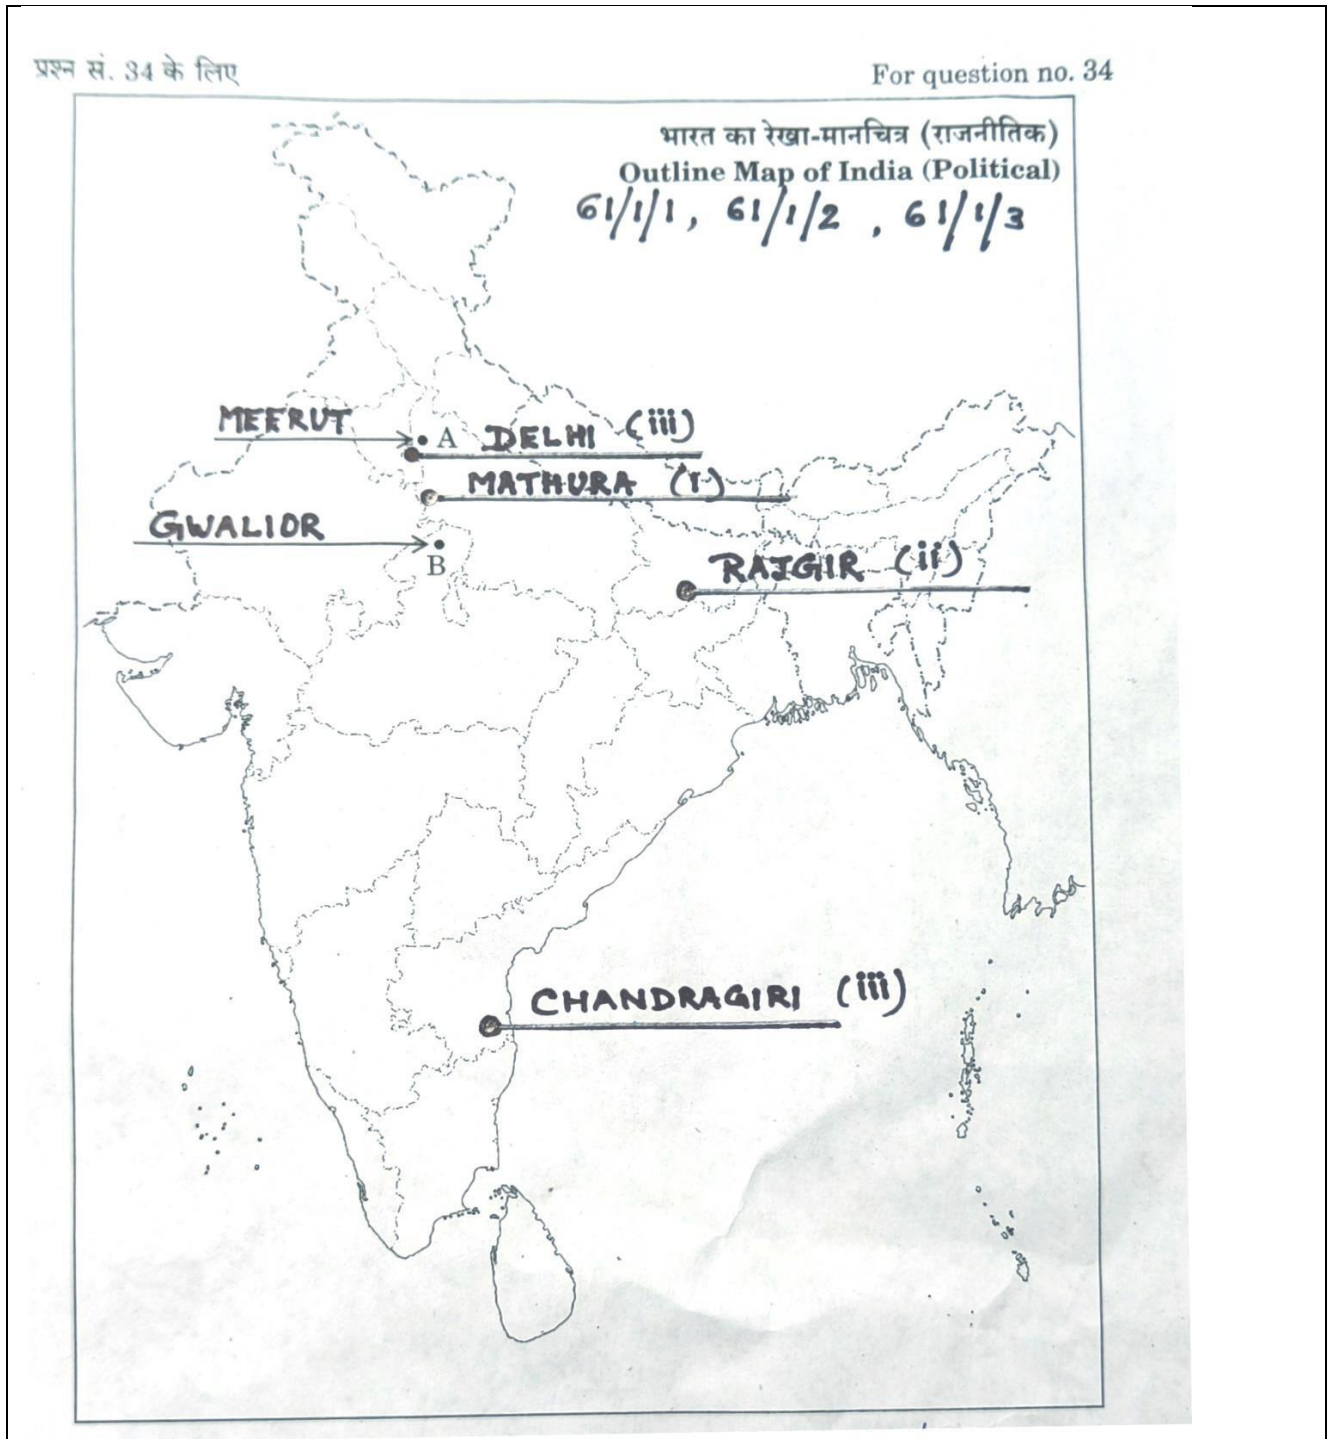 प्रश्न सं. 34 के लिए
For question no. 34
भारत का रेखा-मानचित्र (राजनीतिक)
Outline Map of India (Political)
61/1/1, 61/1/2, 61/1/3
MEERUT
A
DELHI (iii)
MATHURA (i)
GWALIOR
B
RAJGIR (ii)
CHANDRAGIRI (iii)